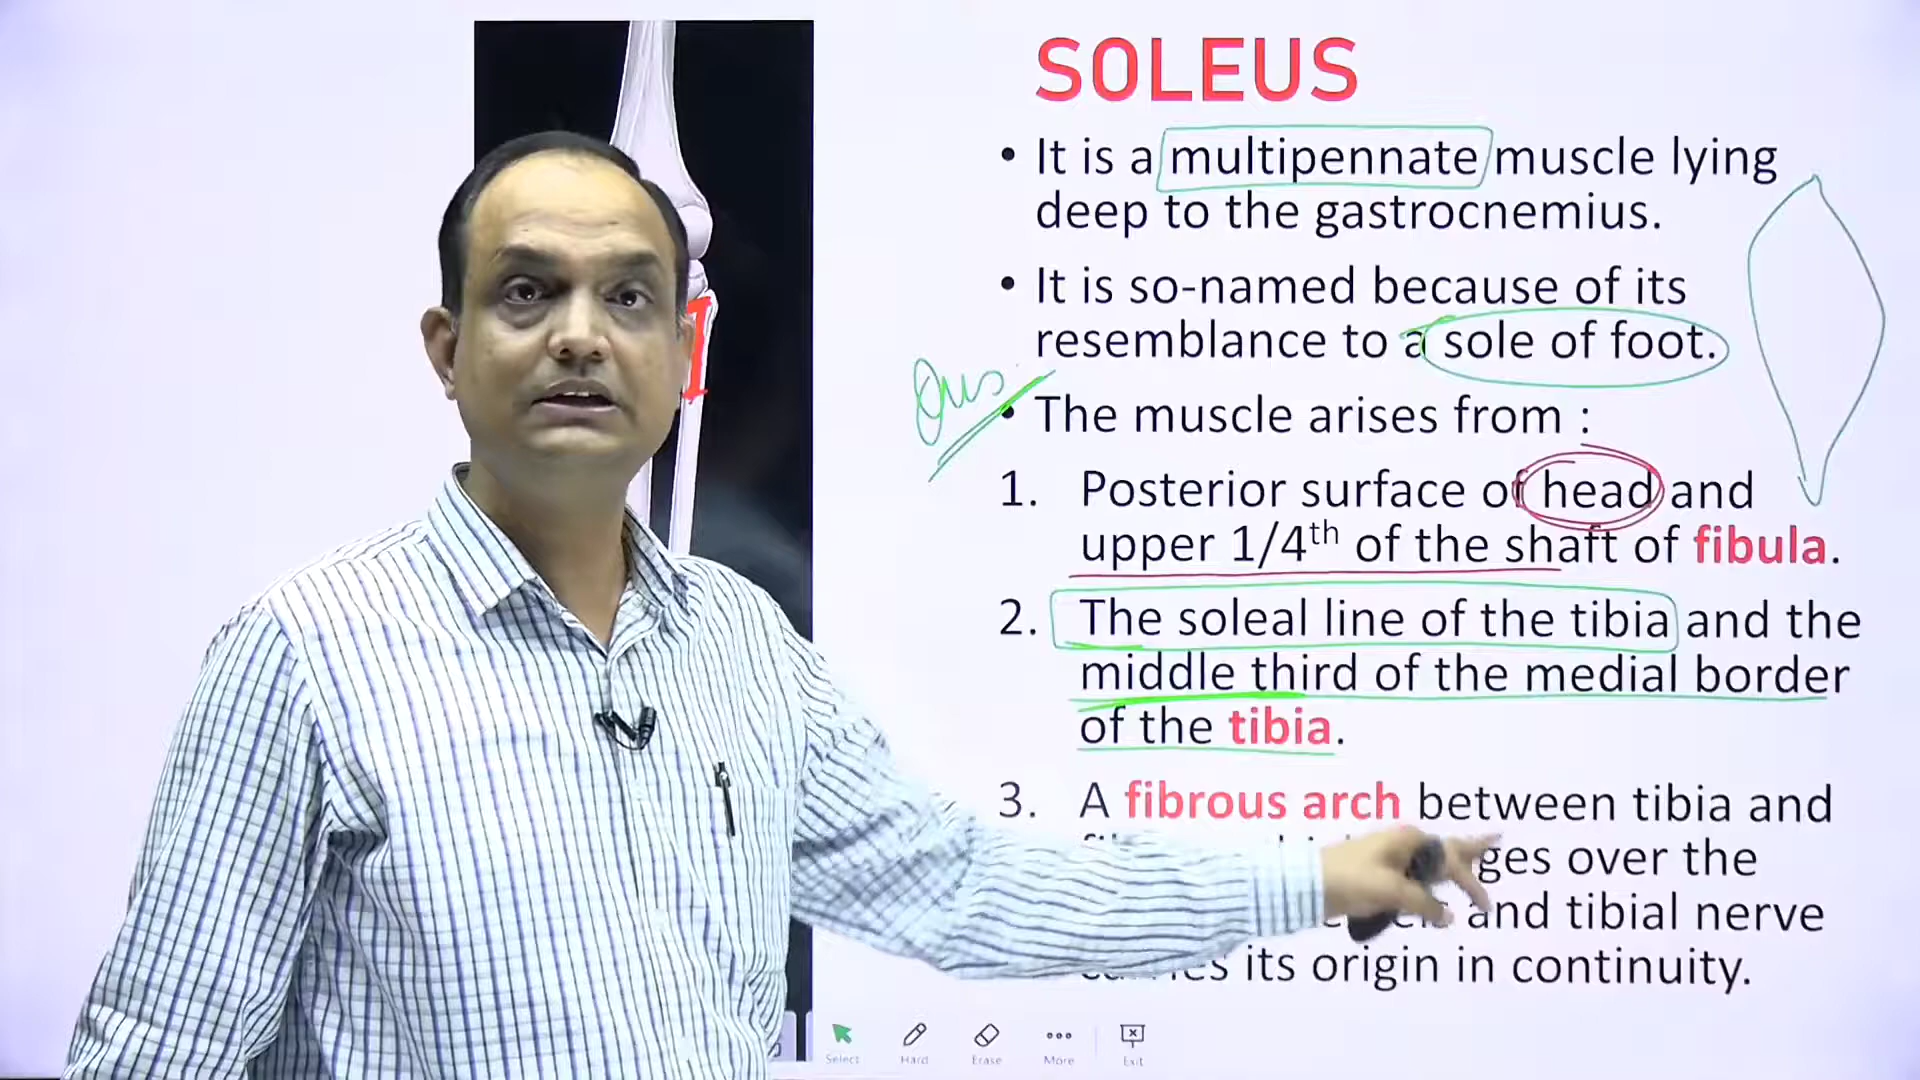 SOLEUS
• It is a multipennate muscle lying
deep to the gastrocnemius.
• It is so-named because of its
resemblance to a sole of foot.
Ques
• The muscle arises from :
1. Posterior surface of head and
upper 1/4th of the shaft of fibula.
2. The soleal line of the tibia and the
middle third of the medial border
of the tibia.
3. A fibrous arch between tibia and
over the
and tibial nerve
its origin in continuity.
Select Hard Erase More Exit